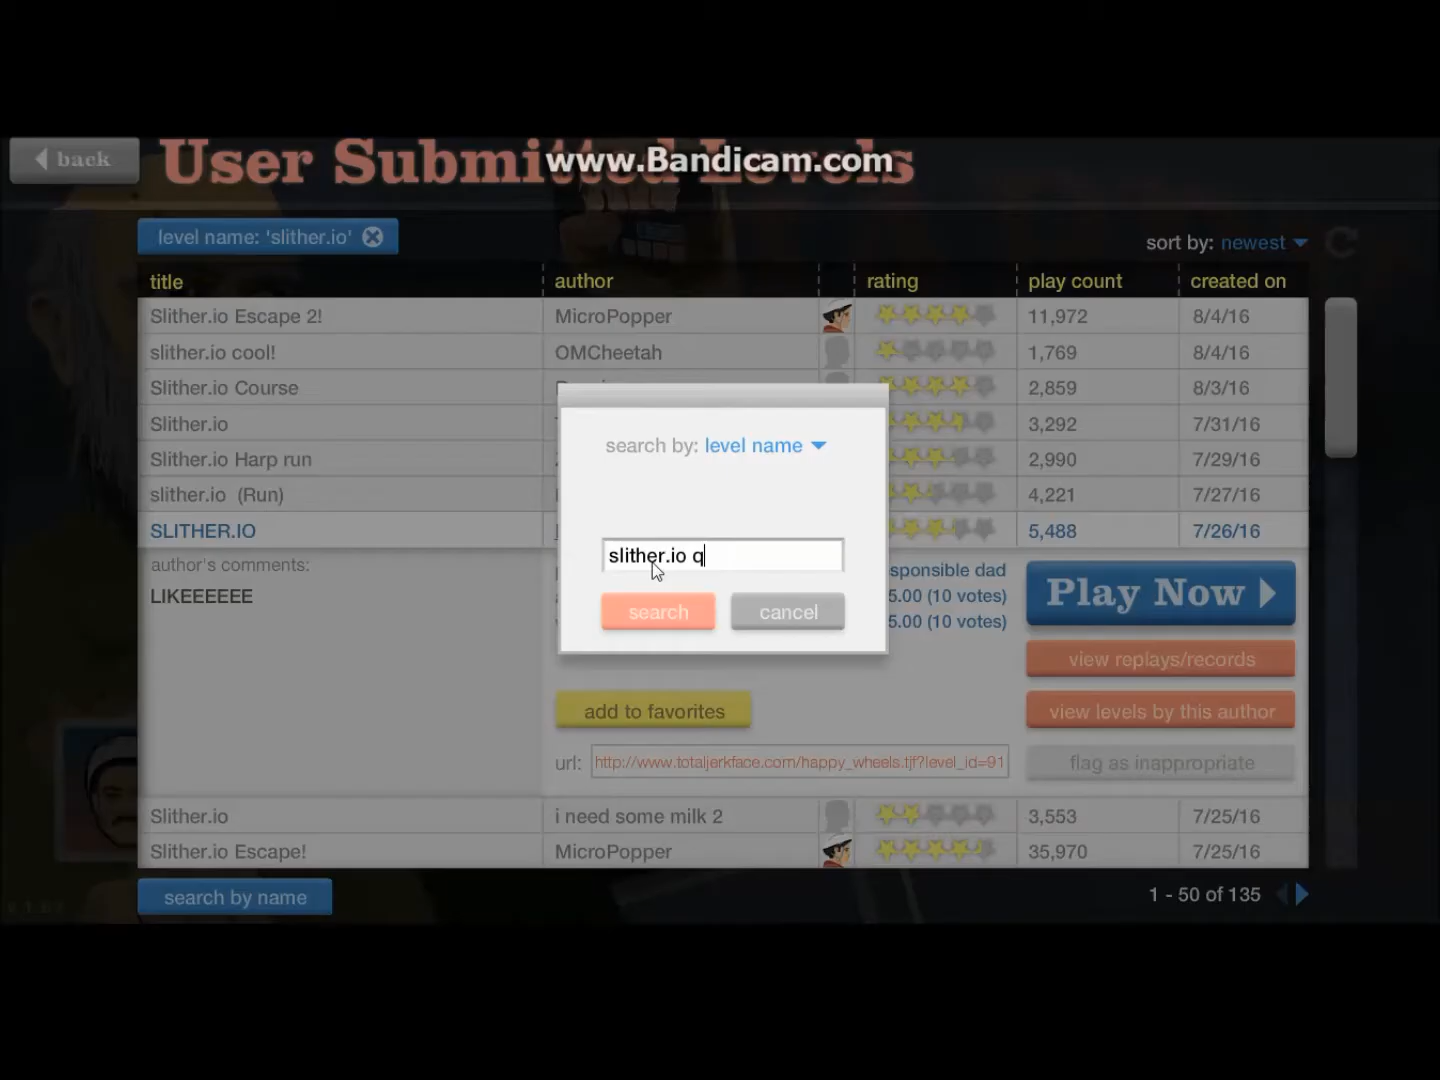 back
User Submitted Levels
www.Bandicam.com
level name: 'slither.io'
sort by: newest
title author rating play count created on
Slither.io Escape 2! MicroPopper 11,972 8/4/16
slither.io cool! OMCheetah 1,769 8/4/16
Slither.io Course 2,859 8/3/16
Slither.io 3,292 7/31/16
Slither.io Harp run 2,990 7/29/16
slither.io (Run) 4,221 7/27/16
SLITHER.IO 5,488 7/26/16
search by: level name
slither.io q
search cancel
author's comments:
LIKEEEEEE
sponsible dad
5.00 (10 votes)
5.00 (10 votes)
Play Now
view replays/records
add to favorites
view levels by this author
url: http://www.totaljerkface.com/happy_wheels.tjf?level_id=91
flag as inappropriate
Slither.io i need some milk 2 3,553 7/25/16
Slither.io Escape! MicroPopper 35,970 7/25/16
search by name
1 - 50 of 135